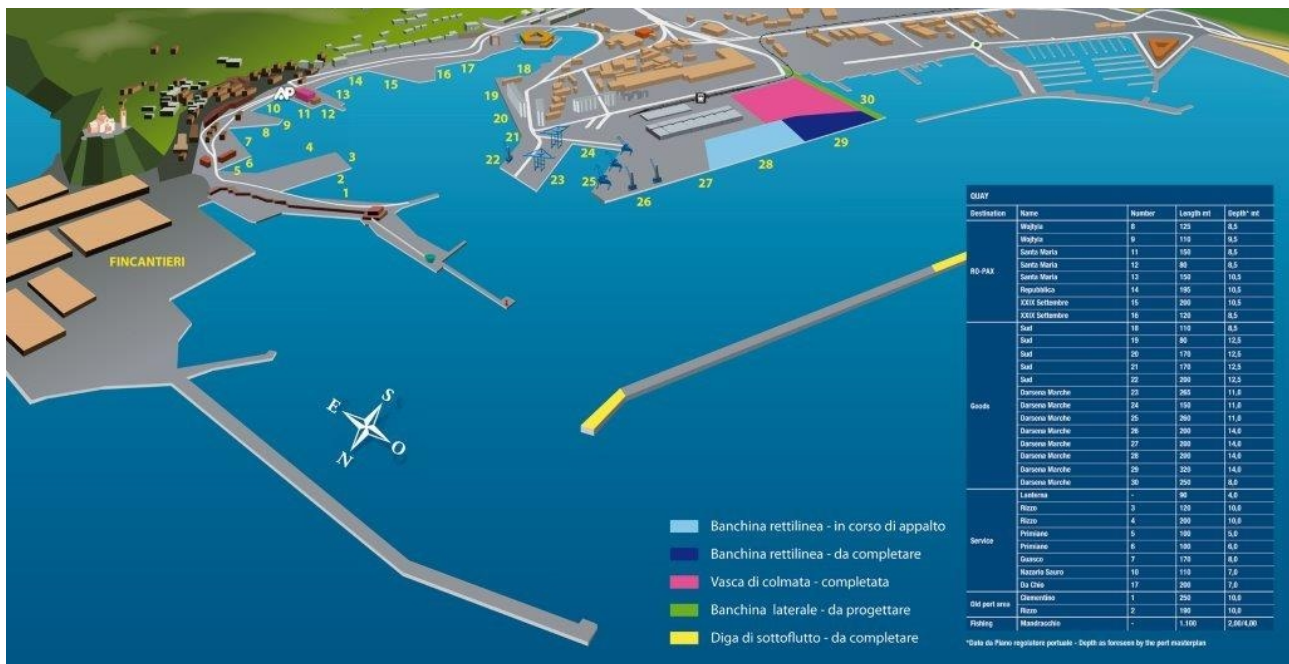 14
15
16
17
18
AP
13
10
11
12
19
20
21
22
23
24
25
26
27
28
29
30
9
8
7
6
5
4
3
2
1
FINCANTIERI
S
E
O
N
QUAY
Destination Name Number Length mt Depth* mt
RO-PAX
Wojtyla 8 125 8,5
Wojtyla 9 110 9,5
Santa Maria 11 150 8,5
Santa Maria 12 80 8,5
Santa Maria 13 150 10,5
Repubblica 14 195 10,5
XXIX Settembre 15 200 10,5
XXIX Settembre 16 120 8,5
Goods
Sud 18 110 8,5
Sud 19 80 12,5
Sud 20 170 12,5
Sud 21 170 12,5
Sud 22 200 12,5
Darsena Marche 23 265 11,0
Darsena Marche 24 150 11,0
Darsena Marche 25 260 11,0
Darsena Marche 26 200 14,0
Darsena Marche 27 200 14,0
Darsena Marche 28 200 14,0
Darsena Marche 29 320 14,0
Darsena Marche 30 250 8,0
Service
Lanterna - 90 4,0
Rizzo 3 120 10,0
Rizzo 4 200 10,0
Primiano 5 100 5,0
Primiano 6 100 6,0
Guasco 7 170 8,0
Nazario Sauro 10 110 7,0
Da Chio 17 200 7,0
Old port area
Clementino 1 250 10,0
Rizzo 2 190 10,0
Fishing Mandracchio - 1.100 2,00/4,00
*Data da Piano regolatore portuale - Depth as foreseen by the port masterplan
Banchina rettilinea - in corso di appalto
Banchina rettilinea - da completare
Vasca di colmata - completata
Banchina laterale - da progettare
Diga di sottoflutto - da completare